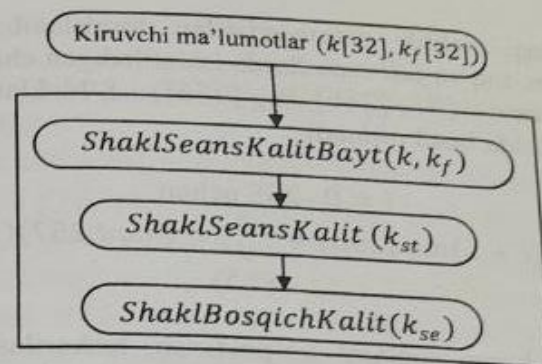 Kiruvchi ma'lumotlar (k[32], k_f[32])
ShaklSeansKalitBayt(k, k_f)
ShaklSeansKalit (k_st)
ShaklBosqichKalit(k_se)